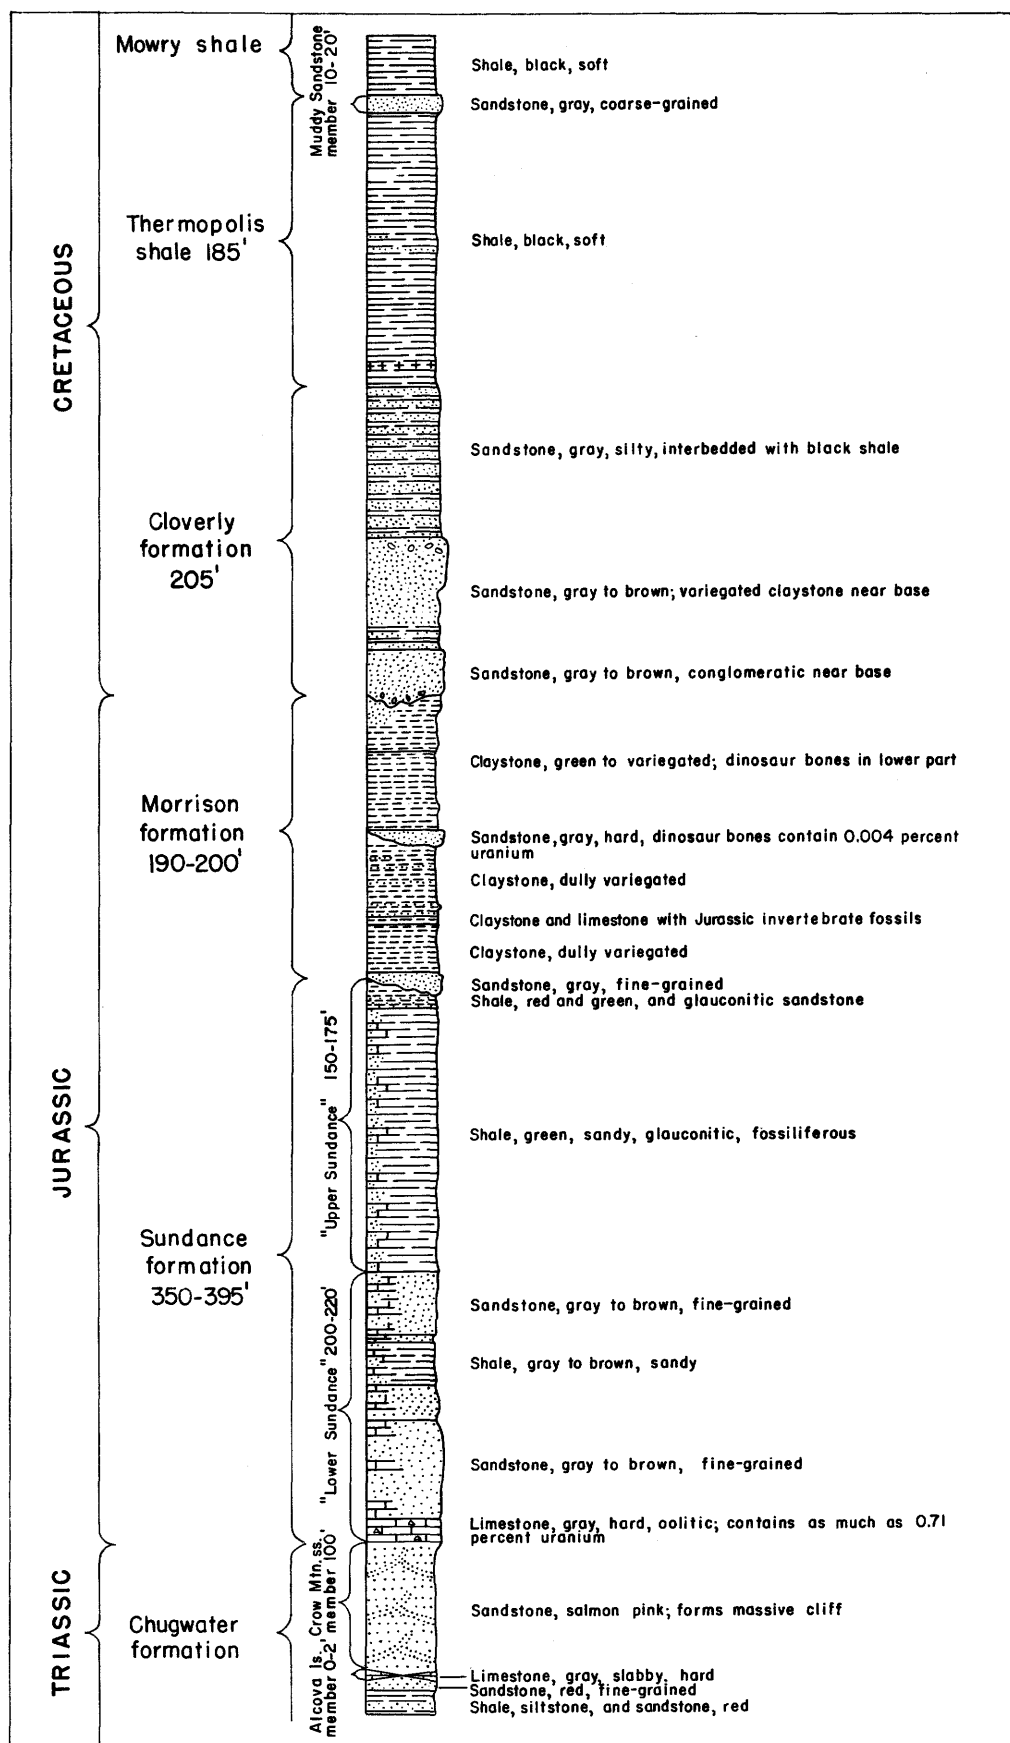 Mowry shale
Muddy Sandstone
member 10-20'
Shale, black, soft
Sandstone, gray, coarse-grained
Thermopolis
shale 185'
Shale, black, soft
CRETACEOUS
Sandstone, gray, silty, interbedded with black shale
Cloverly
formation
205'
Sandstone, gray to brown; variegated claystone near base
Sandstone, gray to brown, conglomeratic near base
Claystone, green to variegated; dinosaur bones in lower part
Morrison
formation
190-200'
Sandstone, gray, hard, dinosaur bones contain 0.004 percent
uranium
Claystone, dully variegated
Claystone and limestone with Jurassic invertebrate fossils
Claystone, dully variegated
Sandstone, gray, fine-grained
Shale, red and green, and glauconitic sandstone
JURASSIC
"Upper Sundance" 150-175'
Shale, green, sandy, glauconitic, fossiliferous
Sundance
formation
350-395'
"Lower Sundance" 200-220'
Sandstone, gray to brown, fine-grained
Shale, gray to brown, sandy
Sandstone, gray to brown, fine-grained
Limestone, gray, hard, oolitic; contains as much as 0.71
percent uranium
TRIASSIC
Chugwater
formation
Crow Mtn. ss.
member 100'
Sandstone, salmon pink; forms massive cliff
Alcova ls.
member 0-2'
Limestone, gray, slabby, hard
Sandstone, red, fine-grained
Shale, siltstone, and sandstone, red